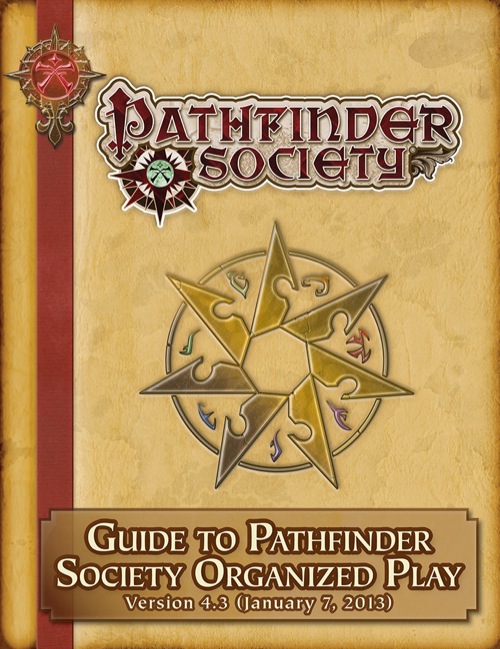 PATHFINDER
SOCIETY
GUIDE TO PATHFINDER
SOCIETY ORGANIZED PLAY
Version 4.3 (January 7, 2013)